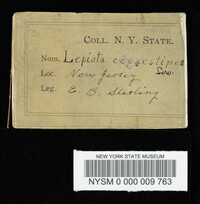 COLL. N. Y. STATE.
Nom. Lepiota cepaestipes
Sow.
Loc. New Jersey
Leg. E. B. Sterling
NEW YORK STATE MUSEUM
NYSM 0 000 009 763